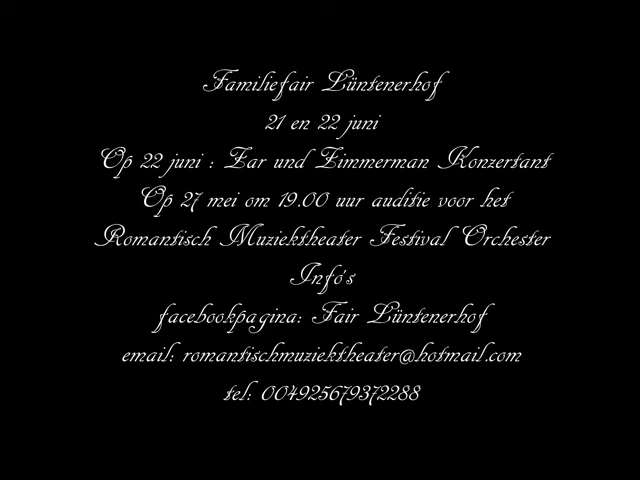 Familiefair Lüntenerhof
21 en 22 juni
Op 22 juni : Zar und Zimmerman Konzertant
Op 27 mei om 19.00 uur auditie voor het
Romantisch Muziektheater Festival Orchester
Info's
facebookpagina: Fair Lüntenerhof
email: romantischmuziektheater@hotmail.com
tel: 004925679372288